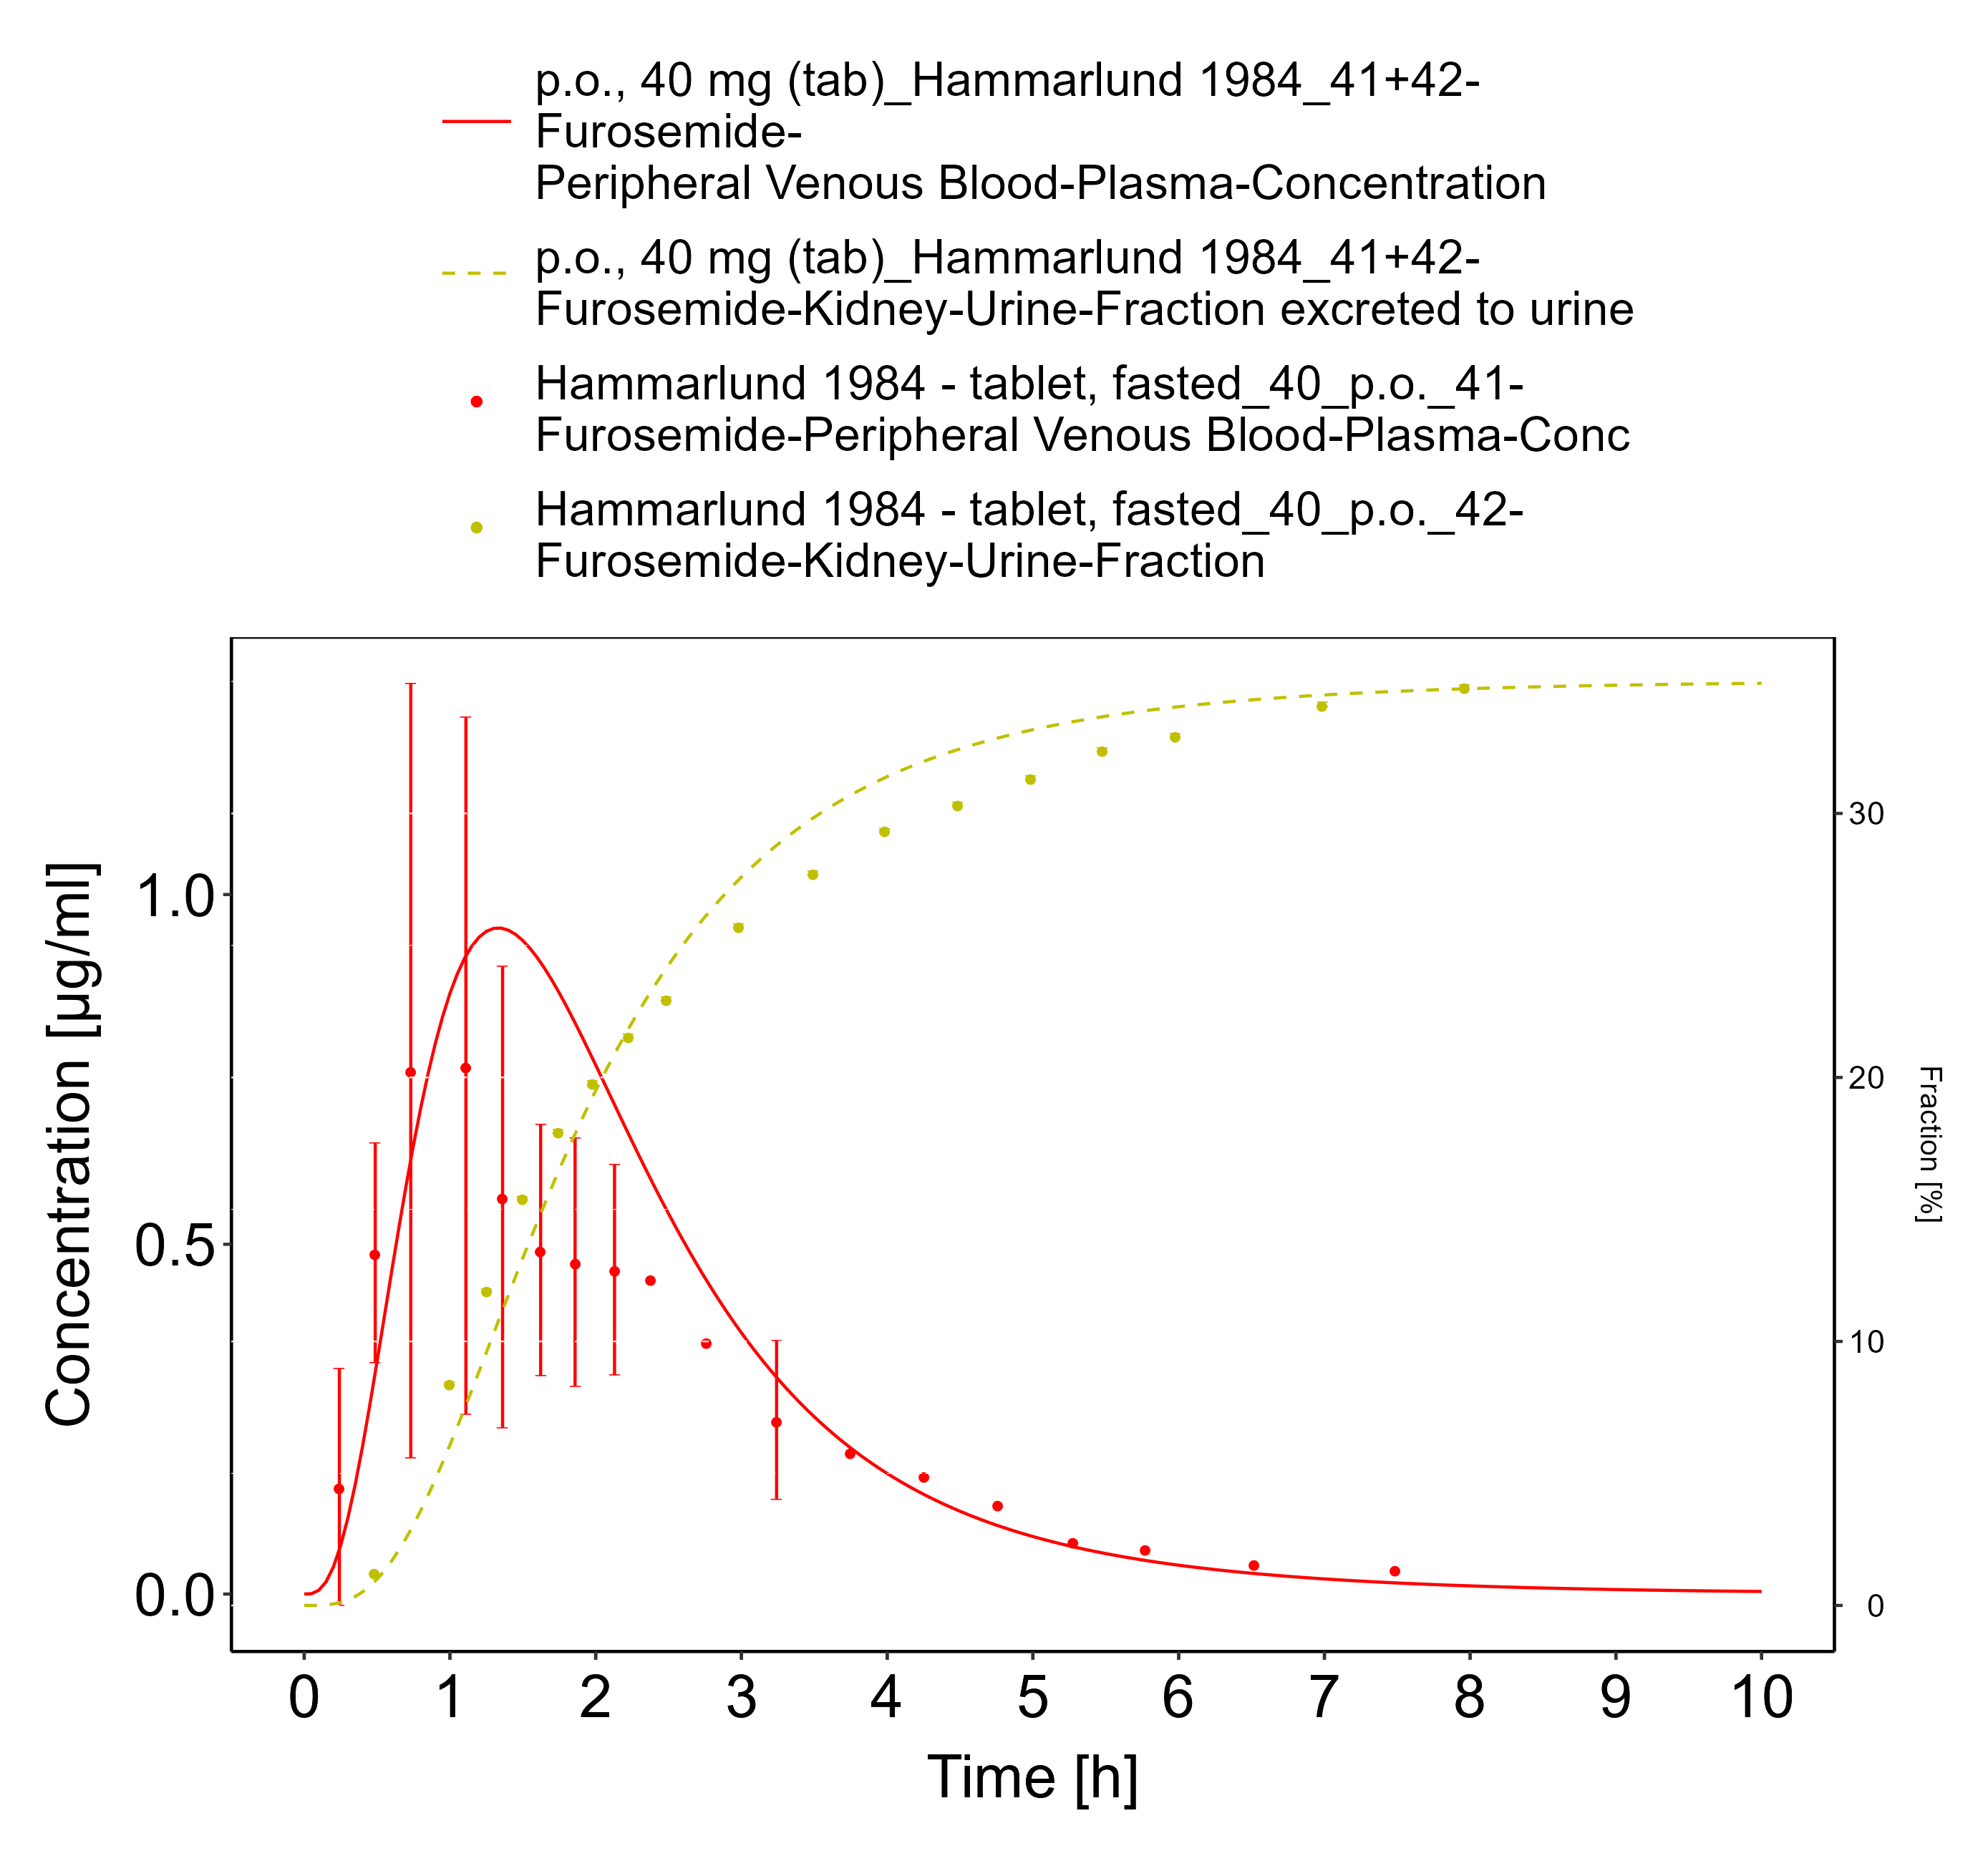 p.o., 40 mg (tab)_Hammarlund 1984_41+42-
Furosemide-
Peripheral Venous Blood-Plasma-Concentration
p.o., 40 mg (tab)_Hammarlund 1984_41+42-
Furosemide-Kidney-Urine-Fraction excreted to urine
Hammarlund 1984 - tablet, fasted_40_p.o._41-
Furosemide-Peripheral Venous Blood-Plasma-Conc
Hammarlund 1984 - tablet, fasted_40_p.o._42-
Furosemide-Kidney-Urine-Fraction
Concentration [µg/ml]
1.0
0.5
0.0
30
20
10
0
Fraction [%]
0 1 2 3 4 5 6 7 8 9 10
Time [h]